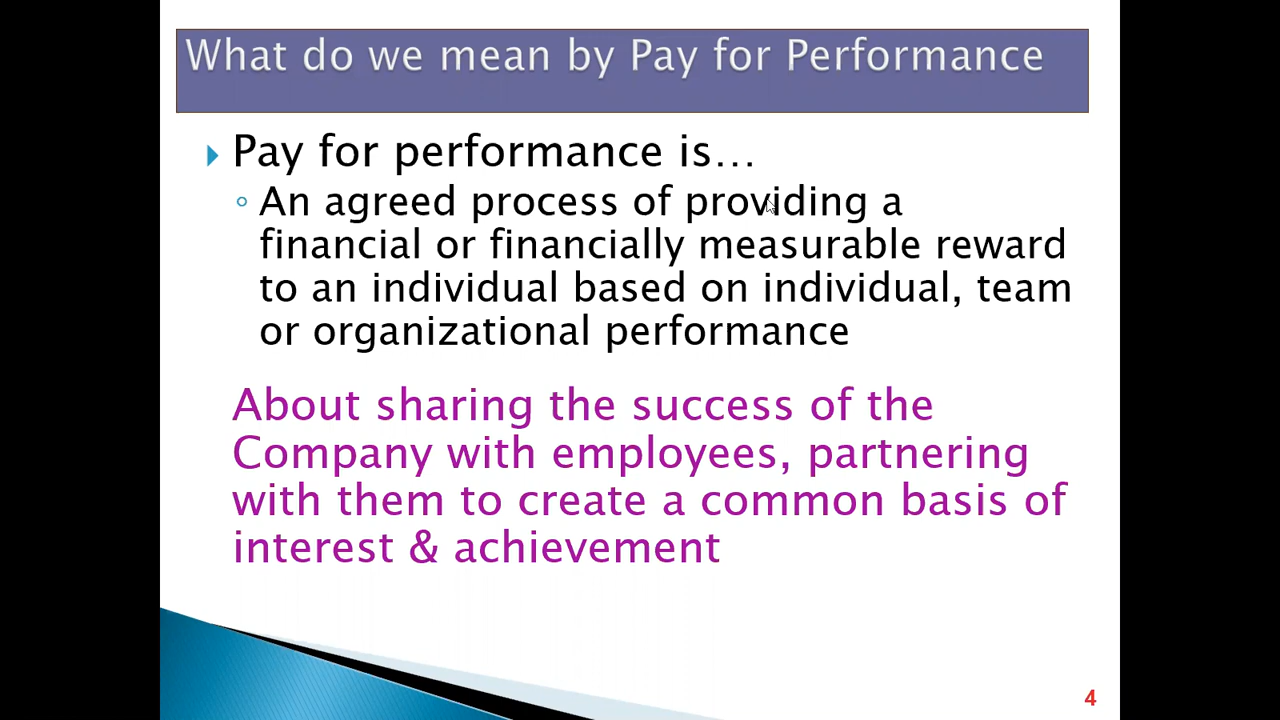 What do we mean by Pay for Performance
Pay for performance is…
An agreed process of providing a
financial or financially measurable reward
to an individual based on individual, team
or organizational performance
About sharing the success of the
Company with employees, partnering
with them to create a common basis of
interest & achievement
4